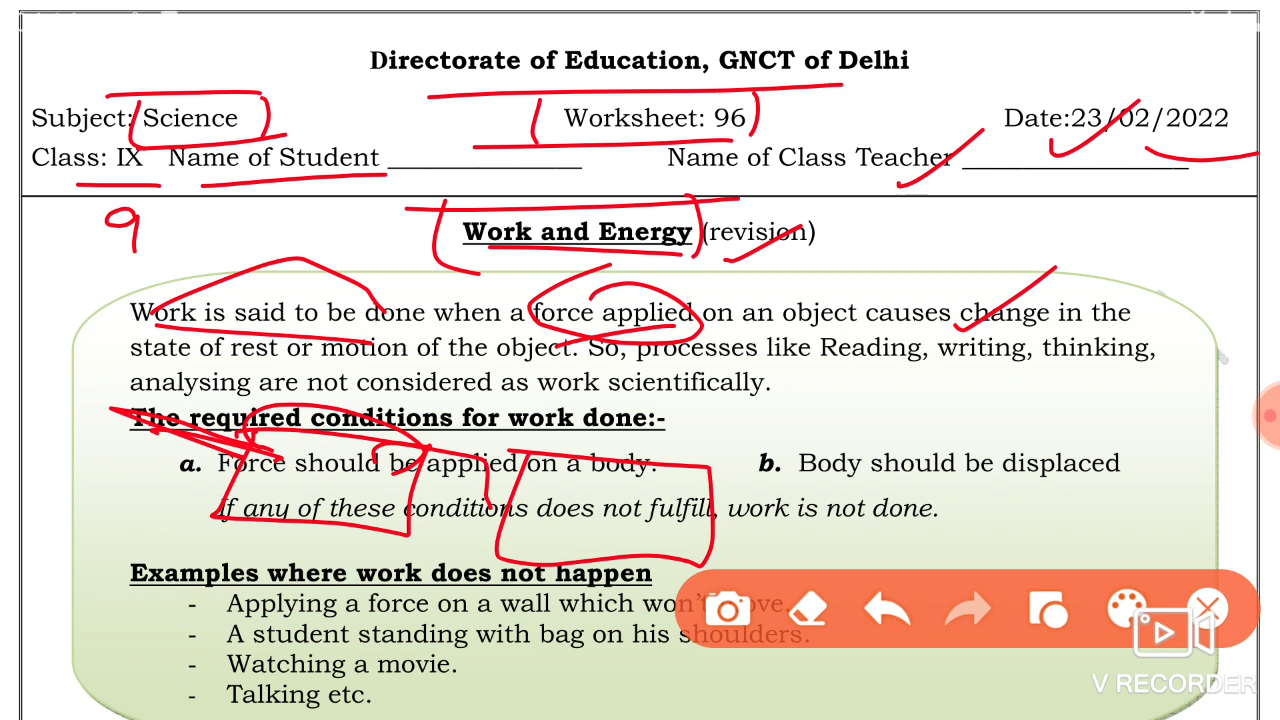 Directorate of Education, GNCT of Delhi
Subject: Science Worksheet: 96 Date:23/02/2022
Class: IX Name of Student ______________ Name of Class Teacher ________________
9
Work and Energy (revision)
Work is said to be done when a force applied on an object causes change in the
state of rest or motion of the object. So, processes like Reading, writing, thinking,
analysing are not considered as work scientifically.
The required conditions for work done:-
a. Force should be applied on a body. b. Body should be displaced
If any of these conditions does not fulfill, work is not done.
Examples where work does not happen
- Applying a force on a wall which won't move.
- A student standing with bag on his shoulders.
- Watching a movie.
- Talking etc.
V RECORDER